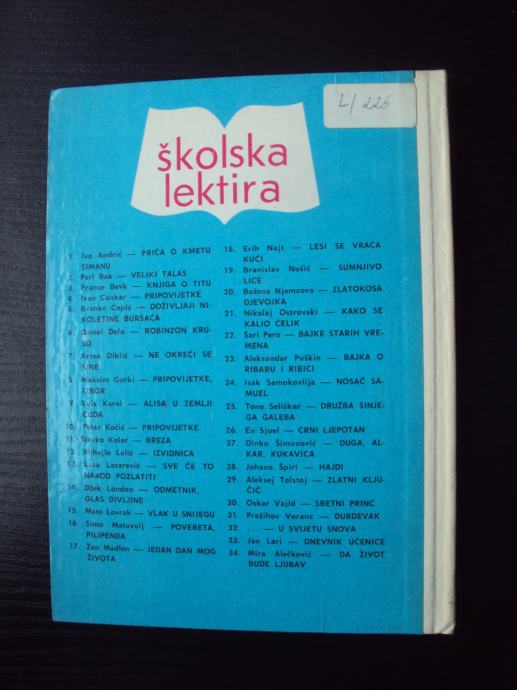 L/225
školska
lektira
1. Ivo Andrić — PRIČA O KMETU
SIMANU
2. Perl Bak — VELIKI TALAS
3. France Bevk — KNJIGA O TITU
4. Ivan Cankar — PRIPOVIJETKE
5. Branko Ćopić — DOŽIVLJAJI NI-
KOLETINE BURSAĆA
6. Daniel Defo — ROBINZON KRU-
SO
7. Arsen Diklić — NE OKREĆI SE
SINE
8. Maksim Gorki — PRIPOVIJETKE,
IZBOR
9. Luis Kerol — ALISA U ZEMLJI
ČUDA
10. Petar Kočić — PRIPOVIJETKE
11. Slavko Kolar — BREZA
12. Mihajlo Lalić — IZVIDNICA
13. Laza Lazarević — SVE ĆE TO
NAROD POZLATITI
14. Džek London — ODMETNIK,
GLAS DIVLJINE
15. Mato Lovrak — VLAK U SNIJEGU
16. Simo Matavulj — POVERETA,
PILIPENDA
17. Žan Madlen — JEDAN DAN MOG
ŽIVOTA
18. Erih Najt — LESI SE VRAĆA
KUĆI
19. Branislav Nušić — SUMNJIVO
LICE
20. Božena Njemcova — ZLATOKOSA
DJEVOJKA
21. Nikolaj Ostrovski — KAKO SE
KALIO ČELIK
22. Šarl Pero — BAJKE STARIH VRE-
MENA
23. Aleksandar Puškin — BAJKA O
RIBARU I RIBICI
24. Isak Samokovlija — NOSAČ SA-
MUEL
25. Tone Seliškar — DRUŽBA SINJE-
GA GALEBA
26. En Sjuel — CRNI LJEPOTAN
27. Dinko Šimunović — DUGA, AL-
KAR, KUKAVICA
28. Johana Špiri — HAJDI
29. Aleksej Tolstoj — ZLATNI KLJU-
ČIĆ
30. Oskar Vajld — SRETNI PRINC
31. Prežihov Voranc — ĐURĐEVAK
32. . . . — U SVIJETU SNOVA
33. Jan Lari — DNEVNIK UČENICE
34. Mira Alečković — DA ŽIVOT
BUDE LJUBAV